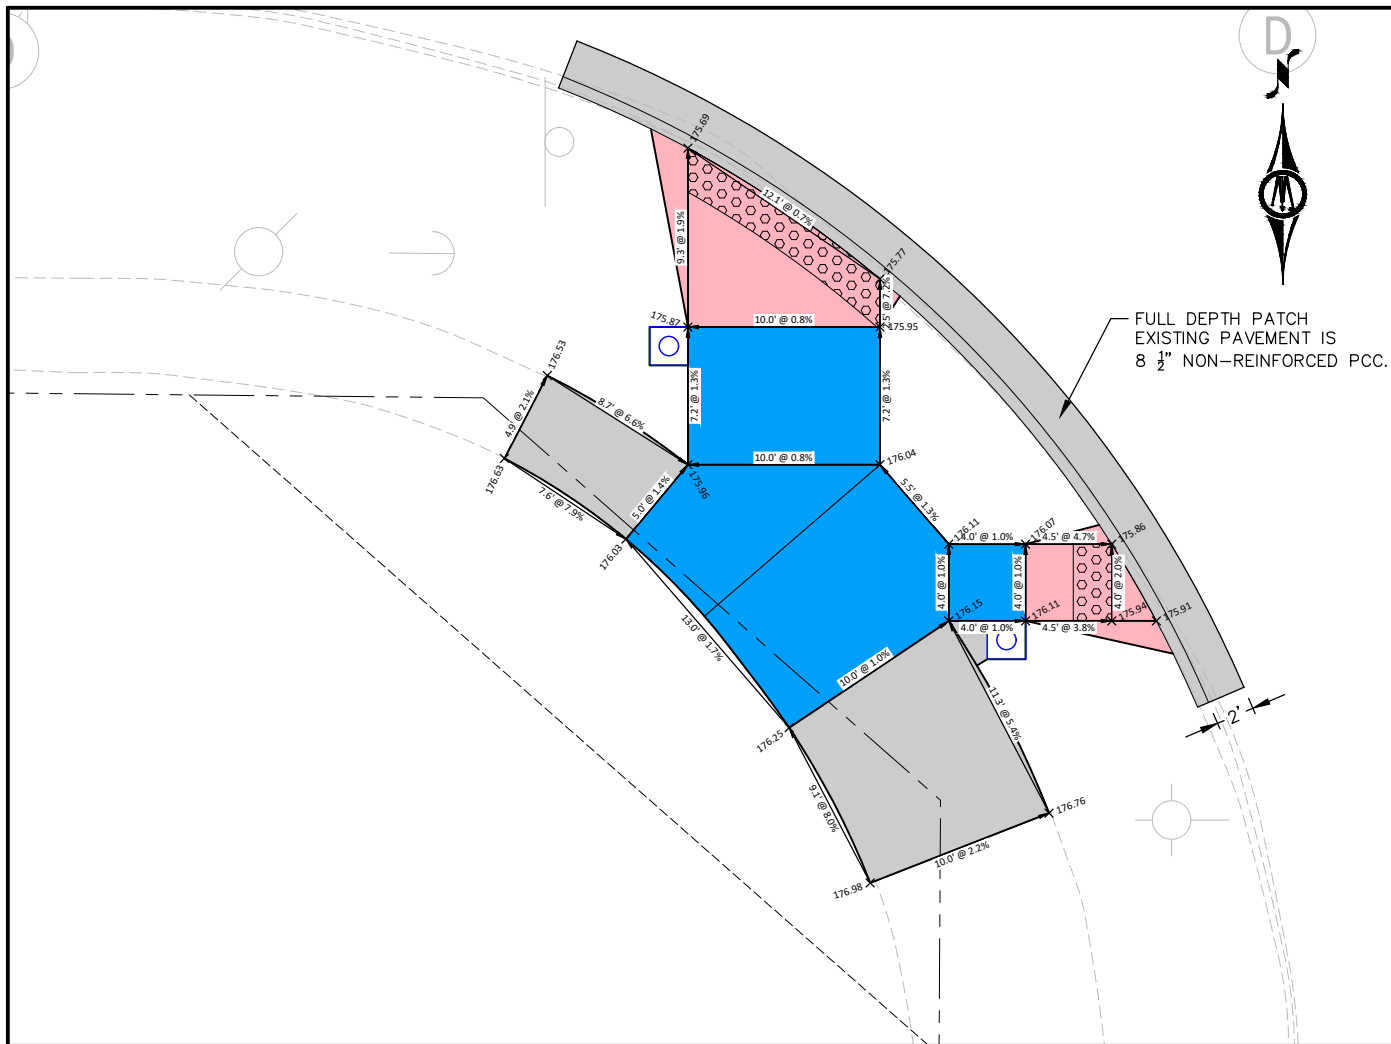 D
N
175.69
12.1' @ 0.7%
9.3' @ 1.9%
175.77
5' @ 7.2%
175.87
10.0' @ 0.8%
175.95
FULL DEPTH PATCH
EXISTING PAVEMENT IS
8 ½" NON-REINFORCED PCC.
176.53
4.9' @ 2.1%
8.7' @ 6.6%
7.2' @ 1.3%
7.2' @ 1.3%
176.63
7.6' @ 7.9%
5.0' @ 1.4%
175.96
10.0' @ 0.8%
176.04
5.5' @ 1.3%
176.03
176.11
4.0' @ 1.0%
176.07
4.5' @ 4.7%
175.86
4.0' @ 1.0%
4.0' @ 1.0%
4.0' @ 2.0%
176.15
4.0' @ 1.0%
176.11
4.5' @ 3.8%
175.94
175.91
13.0' @ 1.7%
10.0' @ 1.0%
11.3' @ 5.4%
2'
176.25
9.1' @ 8.0%
176.76
10.0' @ 2.2%
176.98